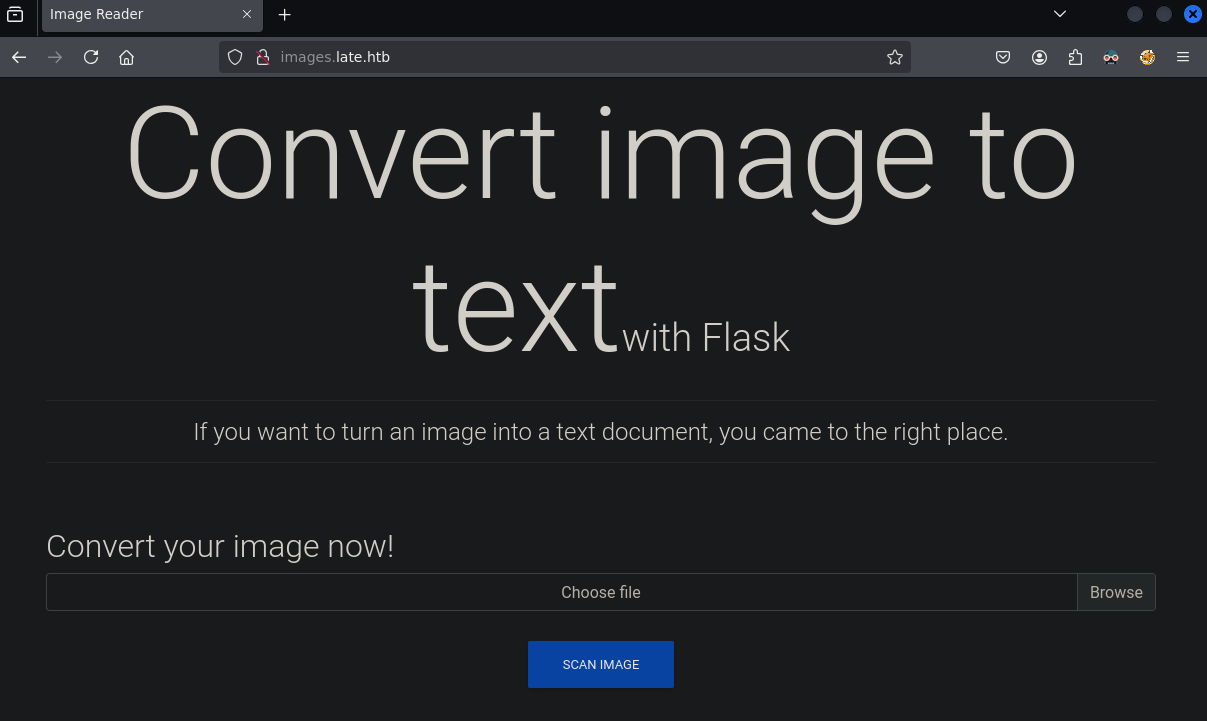 Image Reader
images.late.htb
Convert image to
text with Flask
If you want to turn an image into a text document, you came to the right place.
Convert your image now!
Choose file
Browse
SCAN IMAGE